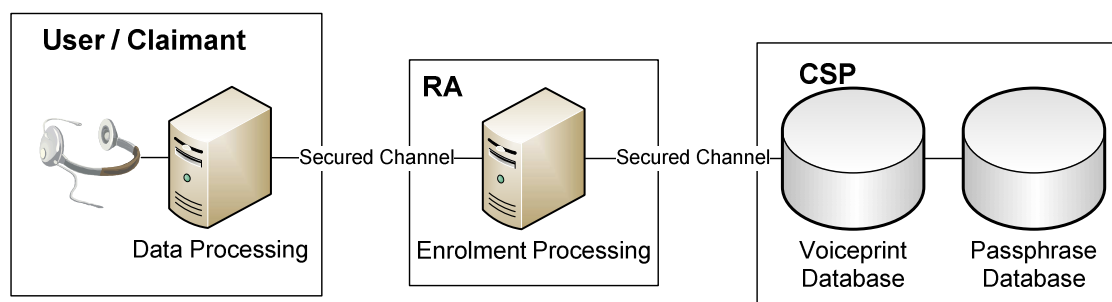 User / Claimant
RA
CSP
Secured Channel
Secured Channel
Data Processing
Enrolment Processing
Voiceprint
Database
Passphrase
Database